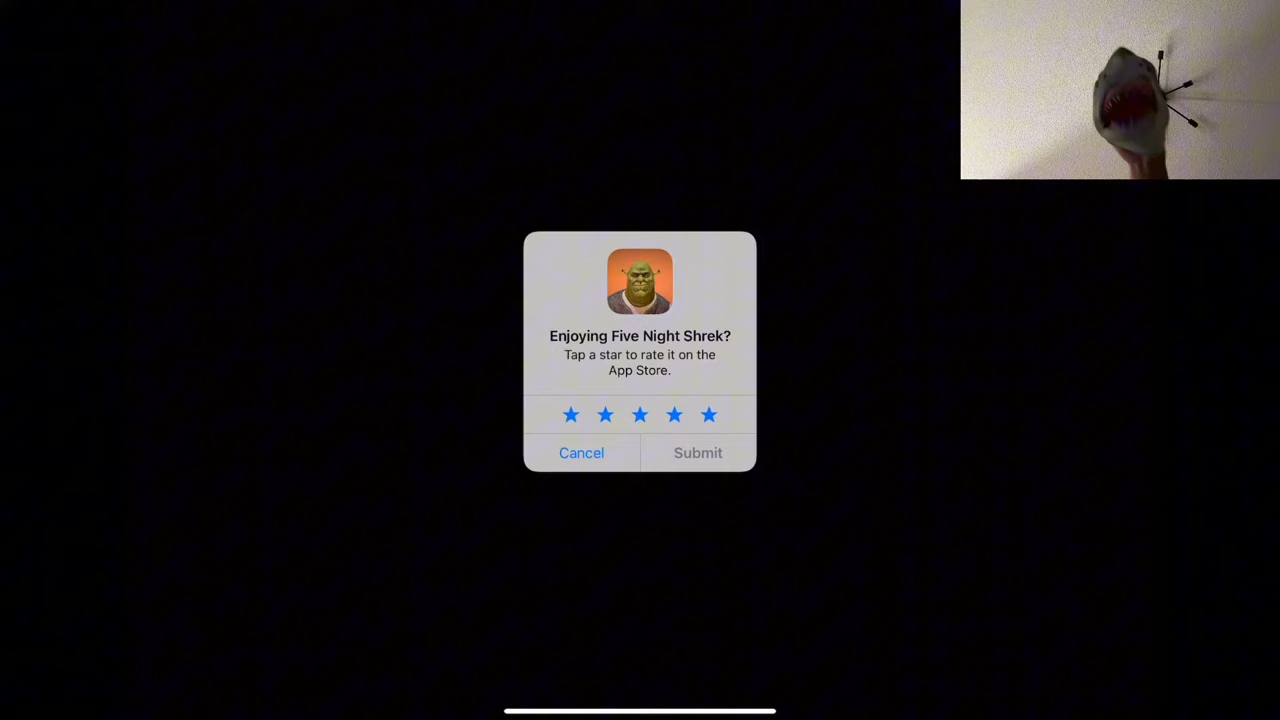 Enjoying Five Night Shrek?
Tap a star to rate it on the
App Store.
Cancel
Submit